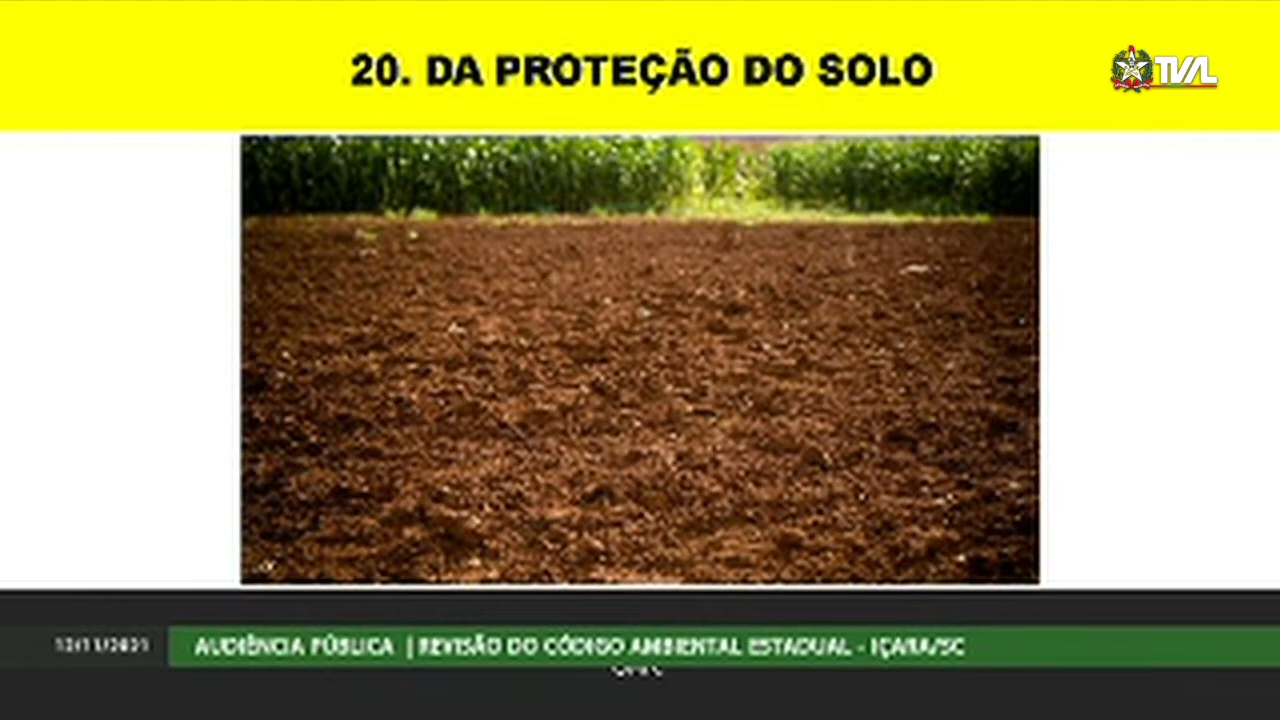 20. DA PROTEÇÃO DO SOLO
TVAL
AUDIÊNCIA PÚBLICA | REVISÃO DO CÓDIGO AMBIENTAL ESTADUAL - IÇARA/SC